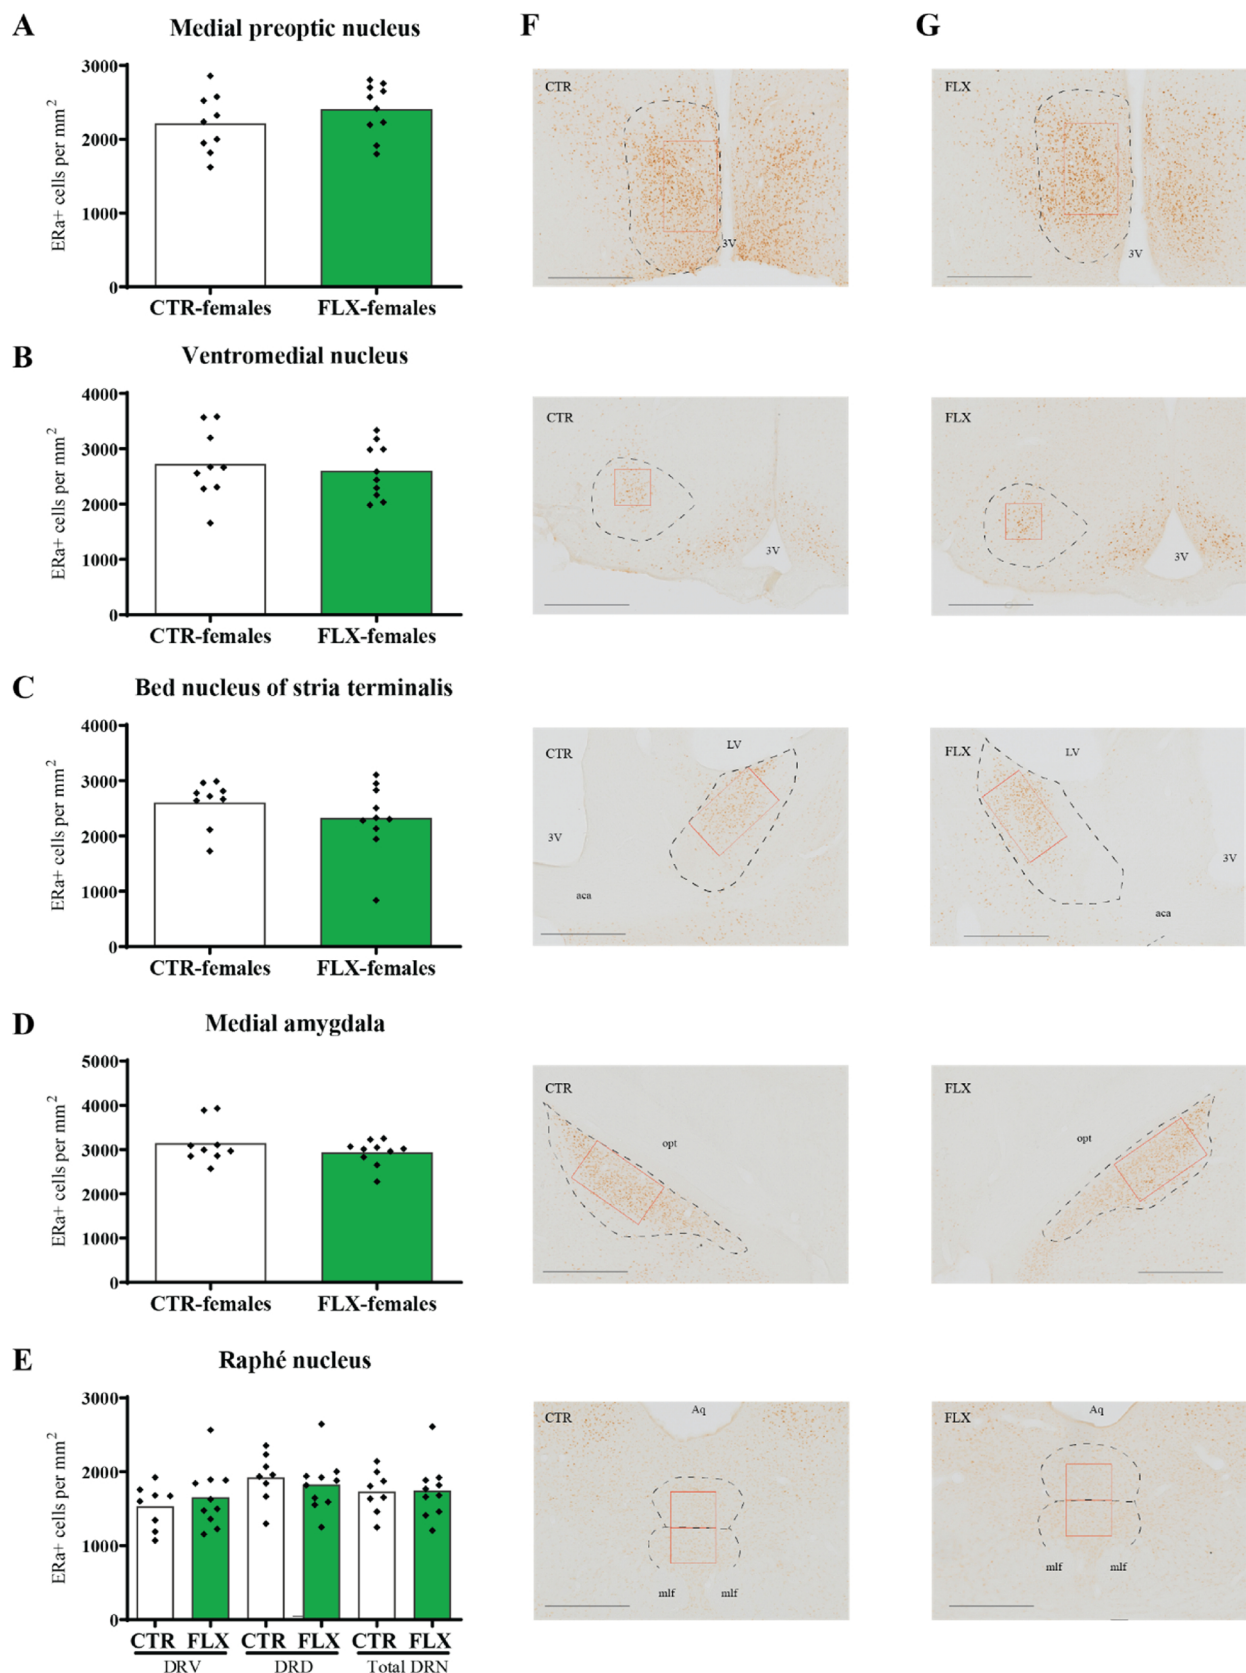 A
Medial preoptic nucleus
ERa+ cells per mm²
3000
2000
1000
0
CTR-females FLX-females
F
CTR
3V
G
FLX
3V
B
Ventromedial nucleus
ERa+ cells per mm²
4000
3000
2000
1000
0
CTR-females FLX-females
CTR
3V
FLX
3V
C
Bed nucleus of stria terminalis
ERa+ cells per mm²
4000
3000
2000
1000
0
CTR-females FLX-females
CTR
LV
3V
aca
FLX
LV
3V
aca
D
Medial amygdala
ERa+ cells per mm²
5000
4000
3000
2000
1000
0
CTR-females FLX-females
CTR
opt
FLX
opt
E
Raphé nucleus
ERa+ cells per mm²
3000
2000
1000
0
CTR FLX CTR FLX CTR FLX
DRV DRD Total DRN
CTR
Aq
mlf mlf
FLX
Aq
mlf mlf